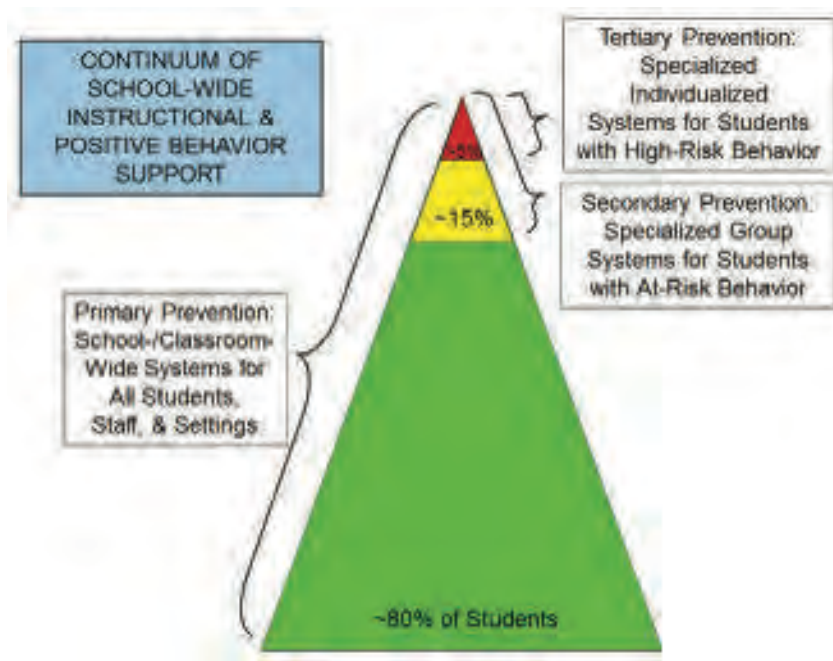 CONTINUUM OF
SCHOOL-WIDE
INSTRUCTIONAL &
POSITIVE BEHAVIOR
SUPPORT
Tertiary Prevention:
Specialized
Individualized
Systems for Students
with High-Risk Behavior
~5%
~15%
Secondary Prevention:
Specialized Group
Systems for Students
with At-Risk Behavior
Primary Prevention:
School-/Classroom-
Wide Systems for
All Students,
Staff, & Settings
~80% of Students